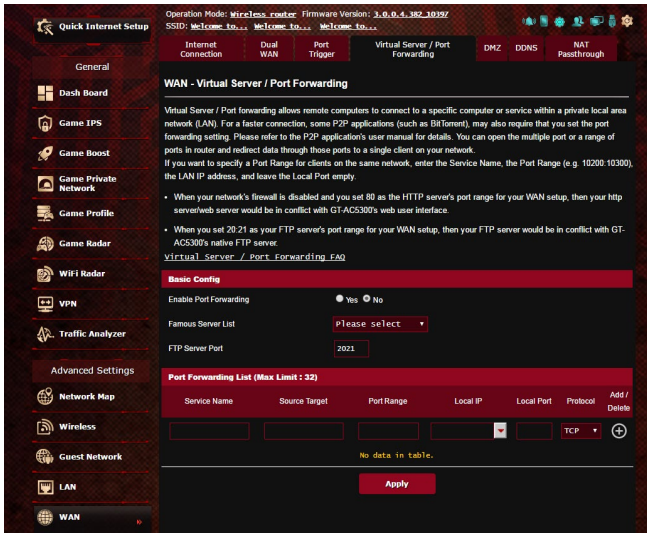 Operation Mode: Wireless router Firmware Version: 3.0.0.4.382_10397
SSID: Welcome to... Welcome to... Welcome to...
Quick Internet Setup
General
Dash Board
Game IPS
Game Boost
Game Private
Network
Game Profile
Game Radar
WiFi Radar
VPN
Traffic Analyzer
Advanced Settings
Network Map
Wireless
Guest Network
LAN
WAN
Internet
Connection
Dual
WAN
Port
Trigger
Virtual Server / Port
Forwarding
DMZ
DDNS
NAT
Passthrough
WAN - Virtual Server / Port Forwarding
Virtual Server / Port forwarding allows remote computers to connect to a specific computer or service within a private local area
network (LAN). For a faster connection, some P2P applications (such as BitTorrent), may also require that you set the port
forwarding setting. Please refer to the P2P application's user manual for details. You can open the multiple port or a range of
ports in router and redirect data through those ports to a single client on your network.
If you want to specify a Port Range for clients on the same network, enter the Service Name, the Port Range (e.g. 10200:10300),
the LAN IP address, and leave the Local Port empty.
• When your network's firewall is disabled and you set 80 as the HTTP server's port range for your WAN setup, then your http
server/web server would be in conflict with GT-AC5300's web user interface.
• When you set 20:21 as your FTP server's port range for your WAN setup, then your FTP server would be in conflict with GT-
AC5300's native FTP server.
Virtual Server / Port Forwarding FAQ
Basic Config
Enable Port Forwarding Yes No
Famous Server List Please select
FTP Server Port 2021
Port Forwarding List (Max Limit : 32)
Service Name Source Target Port Range Local IP Local Port Protocol Add /
Delete
TCP
No data in table.
Apply